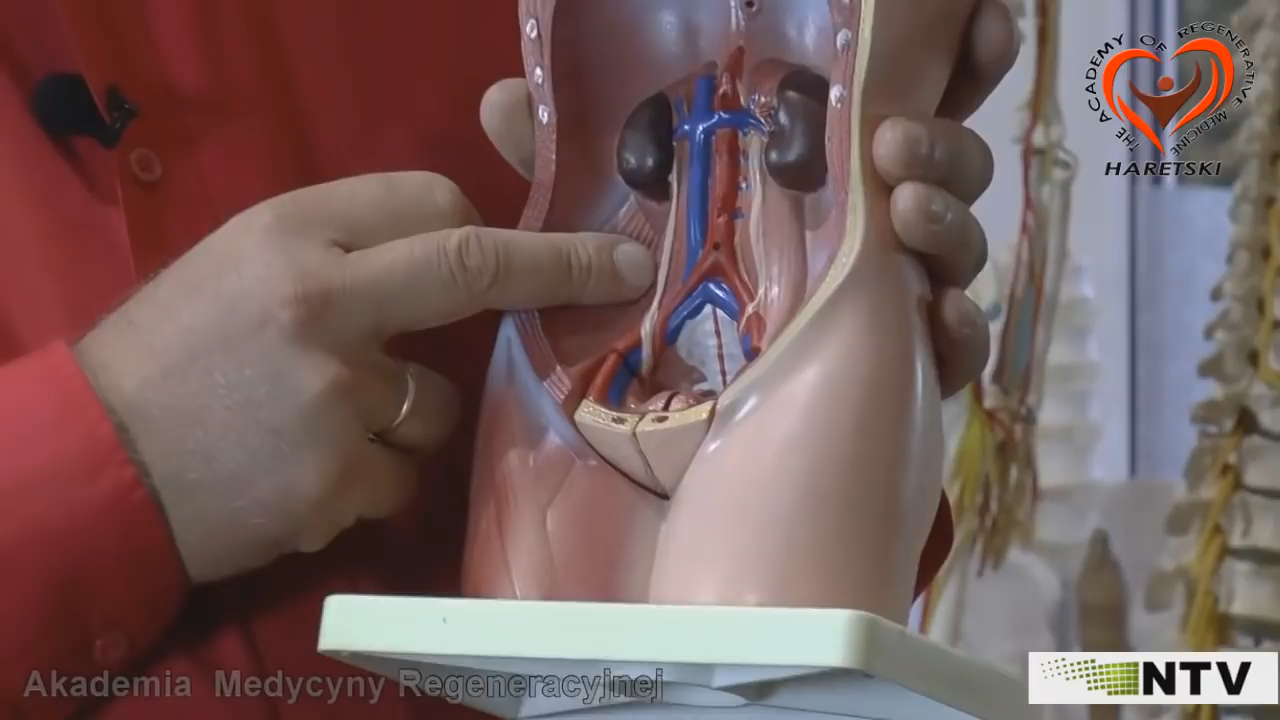 THE ACADEMY OF REGENERATIVE MEDICINE
HARETSKI
Akademia Medycyny Regeneracyjnej
NTV